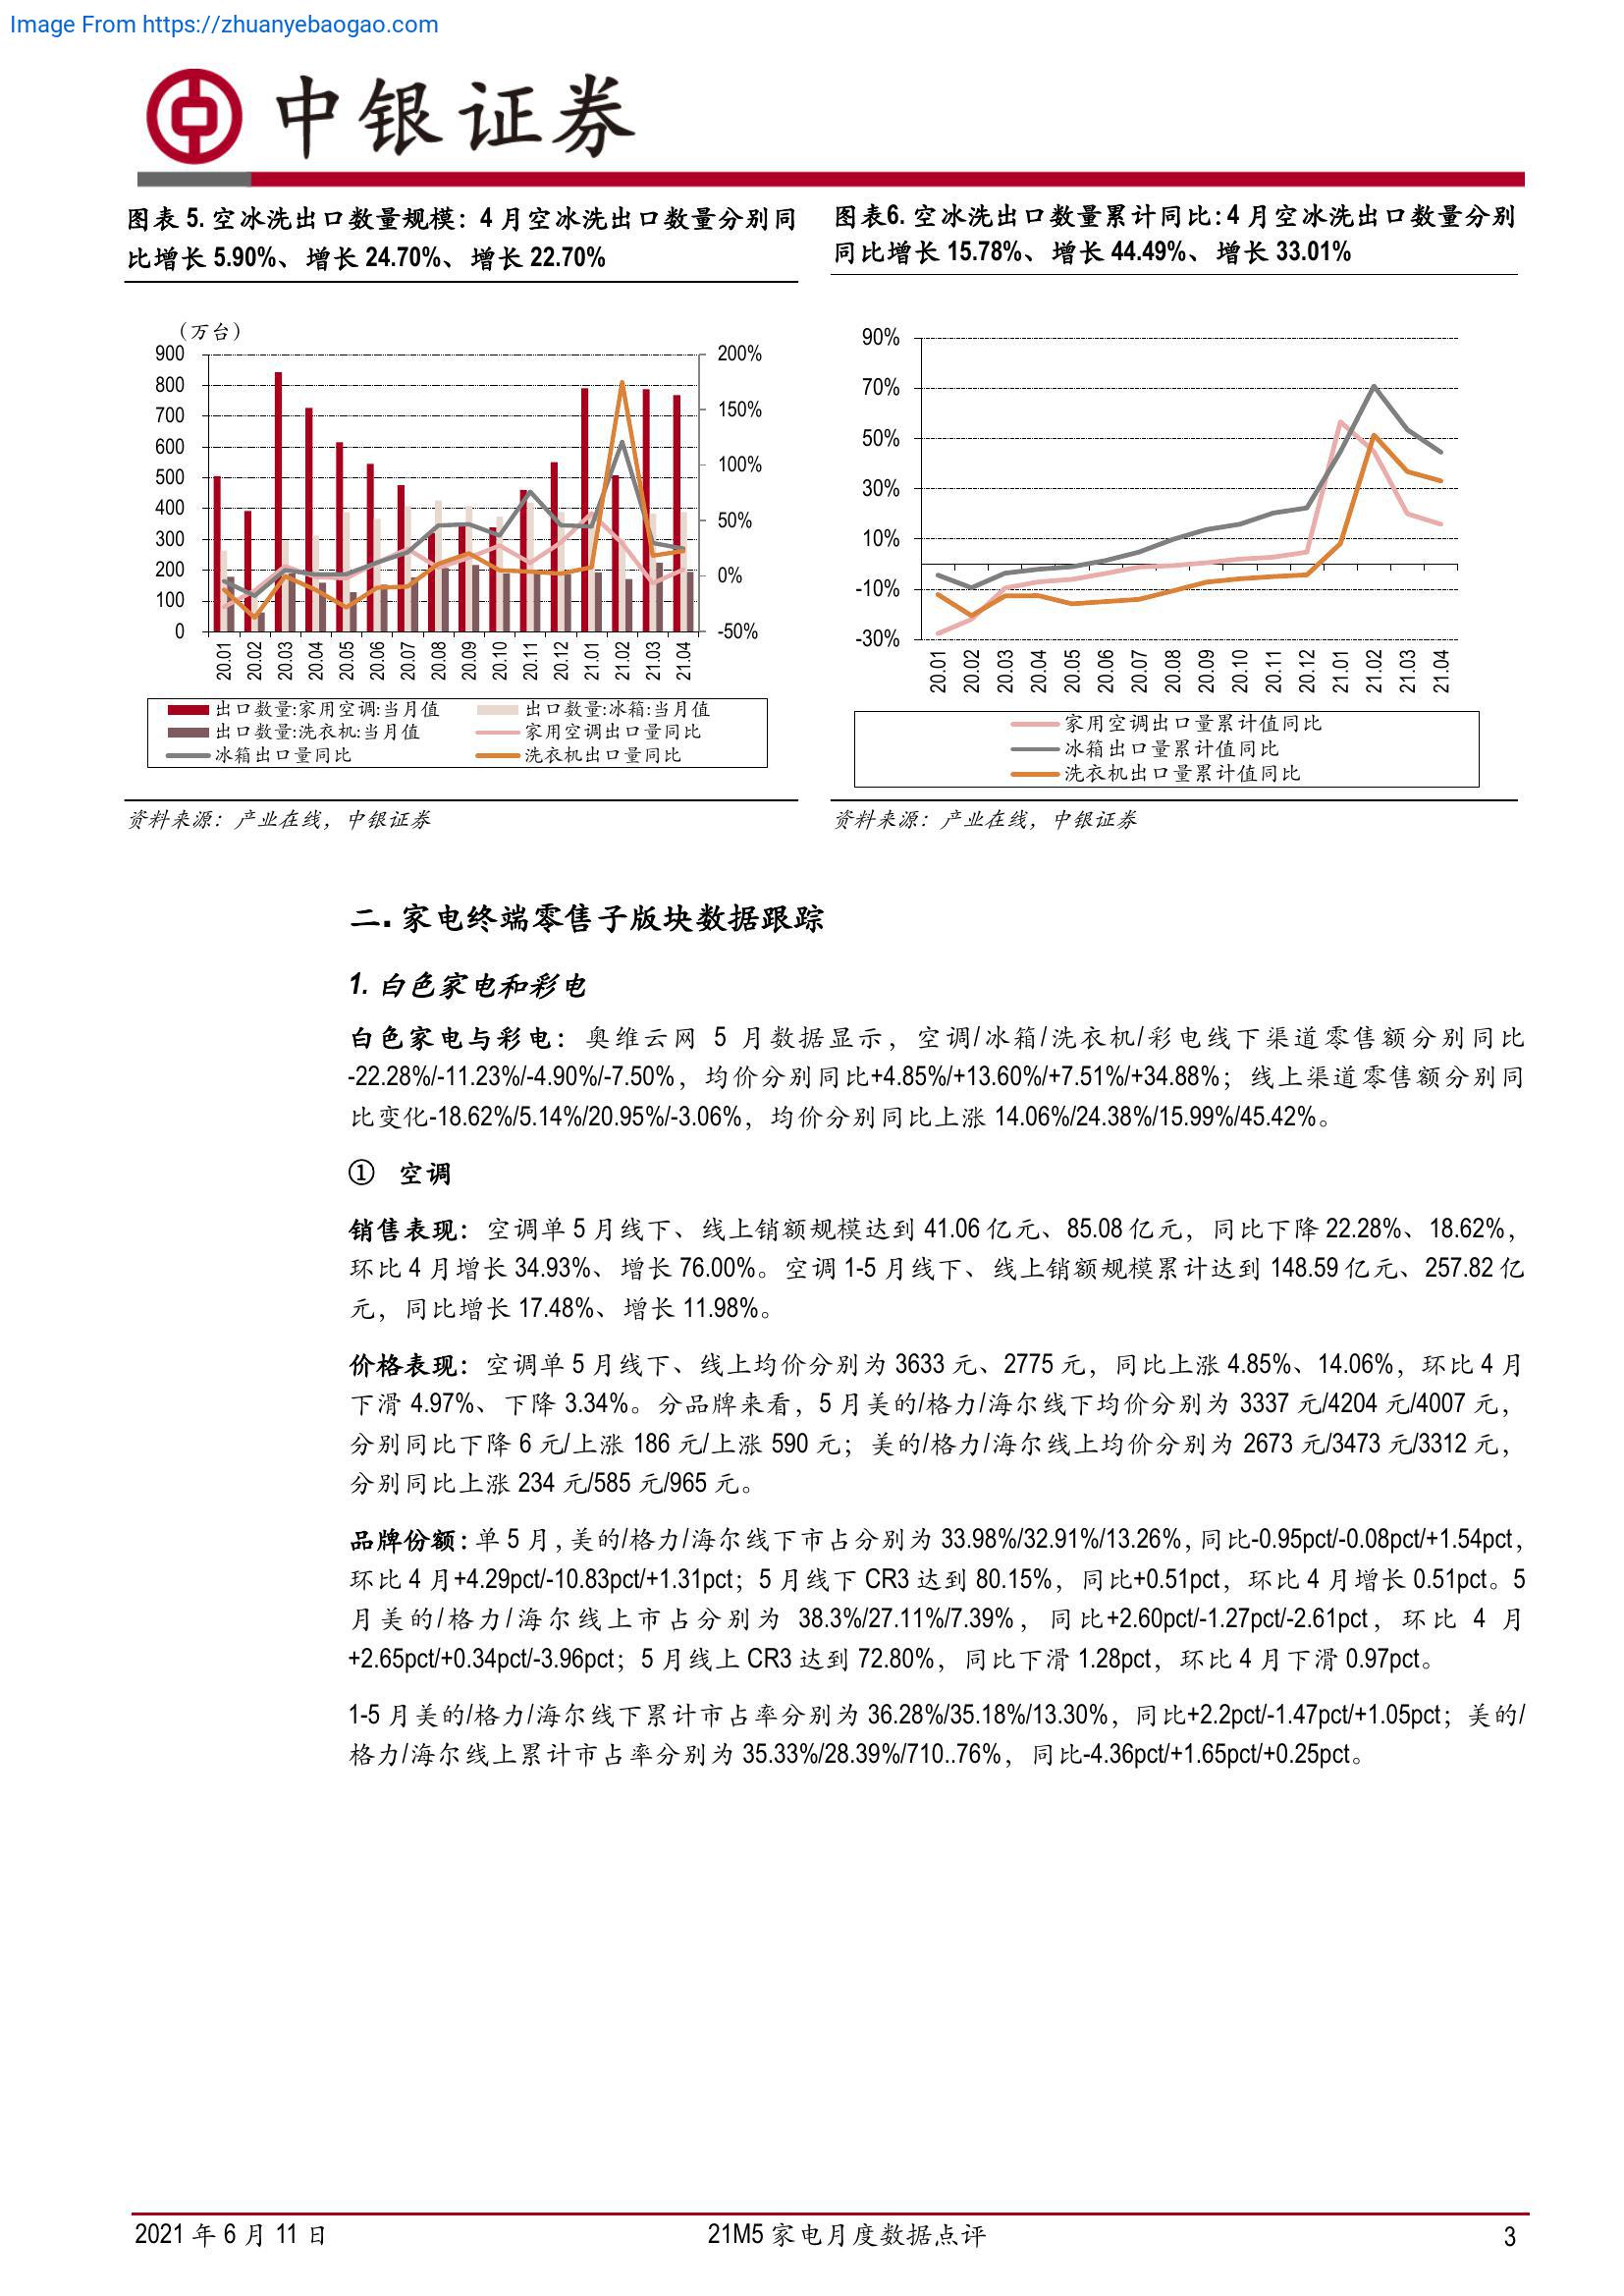 Image From https://zhuanyebaogao.com
中银证券
图表 5. 空冰洗出口数量规模：4 月空冰洗出口数量分别同
比增长 5.90%、增长 24.70%、增长 22.70%
（万台）
900
800
700
600
500
400
300
200
100
0
200%
150%
100%
50%
0%
-50%
20.01
20.02
20.03
20.04
20.05
20.06
20.07
20.08
20.09
20.10
20.11
20.12
21.01
21.02
21.03
21.04
出口数量:家用空调:当月值
出口数量:冰箱:当月值
出口数量:洗衣机:当月值
家用空调出口量同比
冰箱出口量同比
洗衣机出口量同比
资料来源：产业在线，中银证券
图表6. 空冰洗出口数量累计同比：4 月空冰洗出口数量分别
同比增长 15.78%、增长 44.49%、增长 33.01%
90%
70%
50%
30%
10%
-10%
-30%
20.01
20.02
20.03
20.04
20.05
20.06
20.07
20.08
20.09
20.10
20.11
20.12
21.01
21.02
21.03
21.04
家用空调出口量累计值同比
冰箱出口量累计值同比
洗衣机出口量累计值同比
资料来源：产业在线，中银证券
二. 家电终端零售子版块数据跟踪
1. 白色家电和彩电
白色家电与彩电：奥维云网 5 月数据显示，空调/冰箱/洗衣机/彩电线下渠道零售额分别同比
-22.28%/-11.23%/-4.90%/-7.50%，均价分别同比+4.85%/+13.60%/+7.51%/+34.88%；线上渠道零售额分别同
比变化-18.62%/5.14%/20.95%/-3.06%，均价分别同比上涨 14.06%/24.38%/15.99%/45.42%。
① 空调
销售表现：空调单 5 月线下、线上销额规模达到 41.06 亿元、85.08 亿元，同比下降 22.28%、18.62%，
环比 4 月增长 34.93%、增长 76.00%。空调 1-5 月线下、线上销额规模累计达到 148.59 亿元、257.82 亿
元，同比增长 17.48%、增长 11.98%。
价格表现：空调单 5 月线下、线上均价分别为 3633 元、2775 元，同比上涨 4.85%、14.06%，环比 4 月
下滑 4.97%、下降 3.34%。分品牌来看，5 月美的/格力/海尔线下均价分别为 3337 元/4204 元/4007 元，
分别同比下降 6 元/上涨 186 元/上涨 590 元；美的/格力/海尔线上均价分别为 2673 元/3473 元/3312 元，
分别同比上涨 234 元/585 元/965 元。
品牌份额：单 5 月，美的/格力/海尔线下市占分别为 33.98%/32.91%/13.26%，同比-0.95pct/-0.08pct/+1.54pct，
环比 4 月+4.29pct/-10.83pct/+1.31pct；5 月线下 CR3 达到 80.15%，同比+0.51pct，环比 4 月增长 0.51pct。5
月美的/格力/海尔线上市占分别为 38.3%/27.11%/7.39%，同比+2.60pct/-1.27pct/-2.61pct，环比 4 月
+2.65pct/+0.34pct/-3.96pct；5 月线上 CR3 达到 72.80%，同比下滑 1.28pct，环比 4 月下滑 0.97pct。
1-5 月美的/格力/海尔线下累计市占率分别为 36.28%/35.18%/13.30%，同比+2.2pct/-1.47pct/+1.05pct；美的/
格力/海尔线上累计市占率分别为 35.33%/28.39%/710..76%，同比-4.36pct/+1.65pct/+0.25pct。
2021 年 6 月 11 日
21M5 家电月度数据点评
3